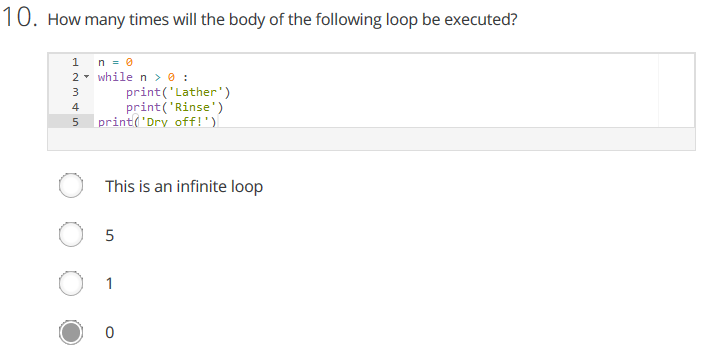 10. How many times will the body of the following loop be executed?
1 n = 0
2 while n > 0 :
3 print('Lather')
4 print('Rinse')
5 print('Dry off!')
This is an infinite loop
5
1
0